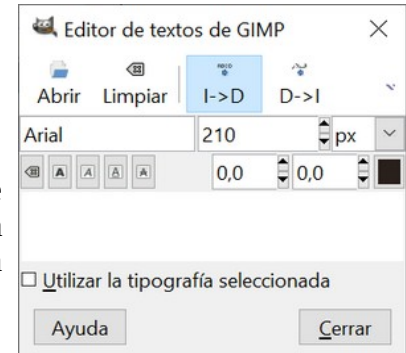 Editor de textos de GIMP
Abrir Limpiar I->D D->I
Arial 210 px
A A A A 0,0 0,0
Utilizar la tipografía seleccionada
Ayuda Cerrar